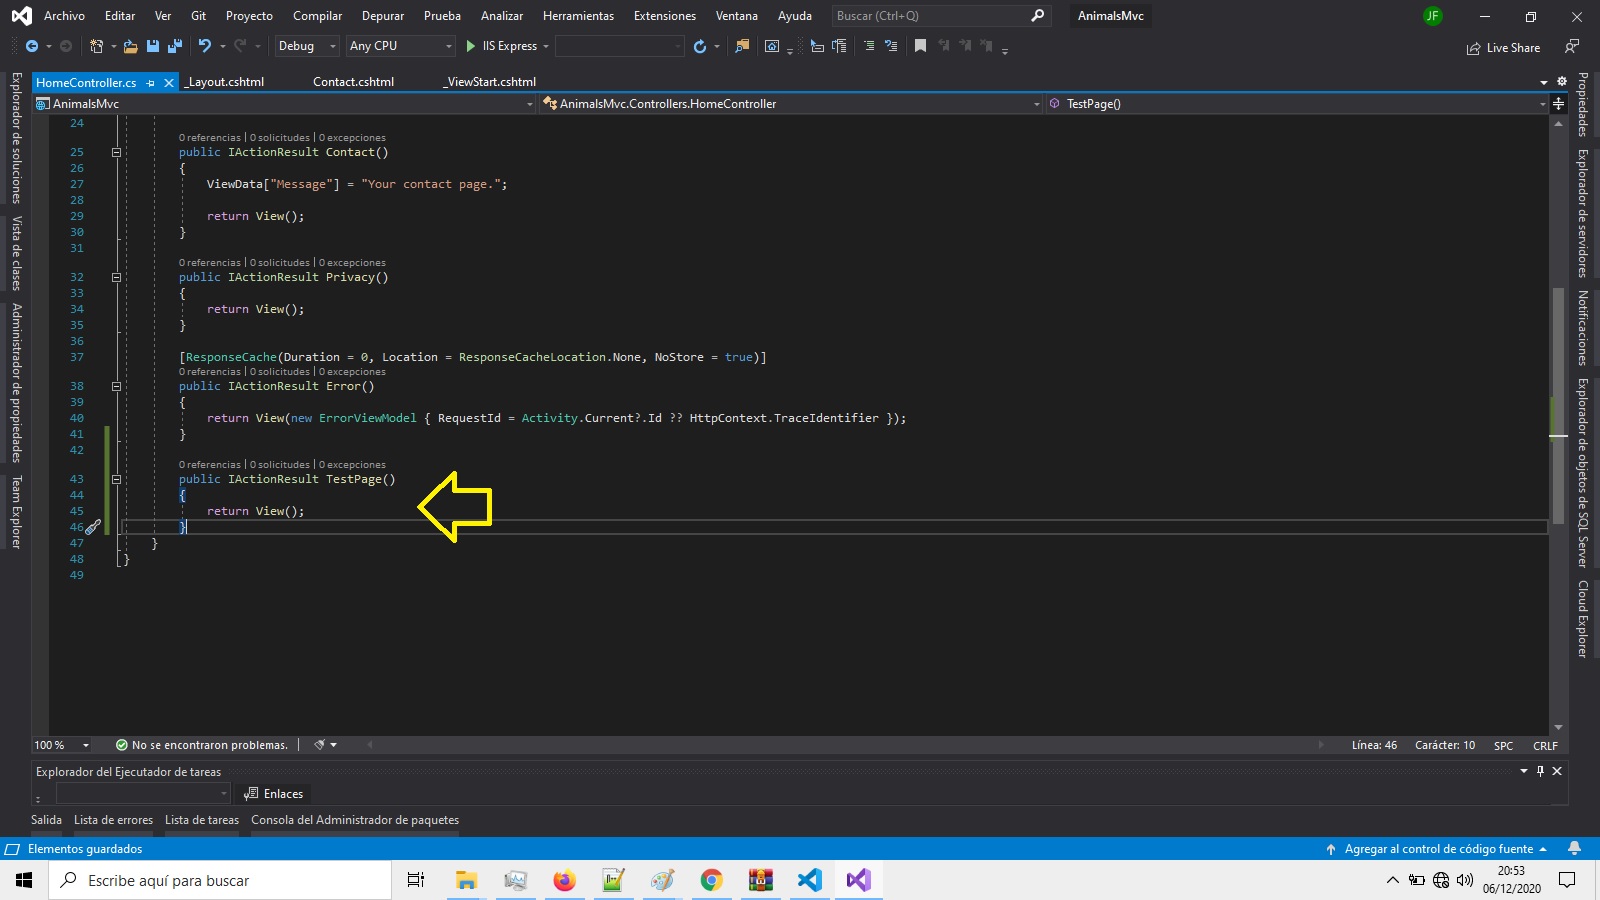 Archivo Editar Ver Git Proyecto Compilar Depurar Prueba Analizar Herramientas Extensiones Ventana Ayuda Buscar (Ctrl+Q) AnimalsMvc JF
Debug Any CPU IIS Express Live Share
HomeController.cs _Layout.cshtml Contact.cshtml _ViewStart.cshtml
AnimalsMvc AnimalsMvc.Controllers.HomeController TestPage()
Explorador de soluciones
Vista de clases
Administrador de propiedades
Team Explorer
24
0 referencias | 0 solicitudes | 0 excepciones
25 public IActionResult Contact()
26 {
27 ViewData["Message"] = "Your contact page.";
28
29 return View();
30 }
31
0 referencias | 0 solicitudes | 0 excepciones
32 public IActionResult Privacy()
33 {
34 return View();
35 }
36
37 [ResponseCache(Duration = 0, Location = ResponseCacheLocation.None, NoStore = true)]
0 referencias | 0 solicitudes | 0 excepciones
38 public IActionResult Error()
39 {
40 return View(new ErrorViewModel { RequestId = Activity.Current?.Id ?? HttpContext.TraceIdentifier });
41 }
42
0 referencias | 0 solicitudes | 0 excepciones
43 public IActionResult TestPage()
44 {
45 return View();
46 }
47 }
48 }
49
Propiedades
Explorador de servidores
Notificaciones
Explorador de objetos de SQL Server
Cloud Explorer
100 % No se encontraron problemas. Línea: 46 Carácter: 10 SPC CRLF
Explorador del Ejecutador de tareas
Enlaces
Salida Lista de errores Lista de tareas Consola del Administrador de paquetes
Elementos guardados Agregar al control de código fuente
Escribe aquí para buscar 20:53
06/12/2020